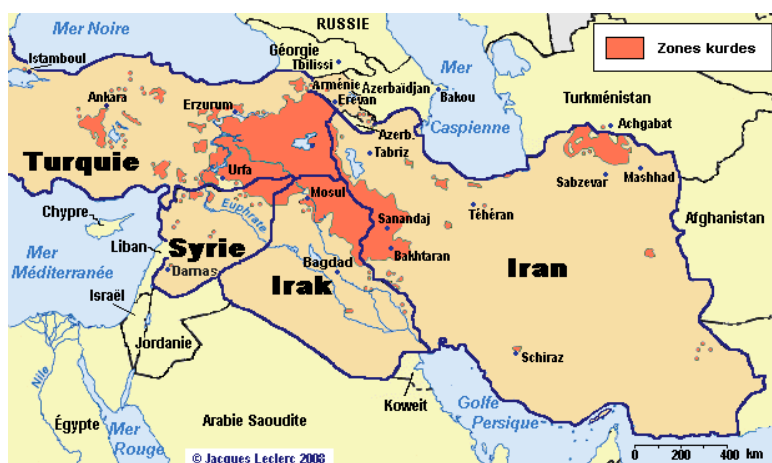 Mer Noire
RUSSIE
Zones kurdes
Istamboul
Géorgie
Tbilissi
Mer
Caspienne
Arménie
Azerbaïdjan
Erévan
Bakou
Turkménistan
Ankara
Erzurum
Azerb.
Tabriz
Achgabat
Turquie
Urfa
Mosul
Sabzevar
Mashhad
Chypre
Euphrate
Sanandaj
Téhéran
Afghanistan
Mer
Méditerranée
Liban
Syrie
Damas
Bakhtaran
Iran
Bagdad
Irak
Israël
Jordanie
Schiraz
Nile
Koweit
Golfe
Persique
Égypte
Mer
Rouge
Arabie Saoudite
0 200 400 km
© Jacques Leclerc 2008